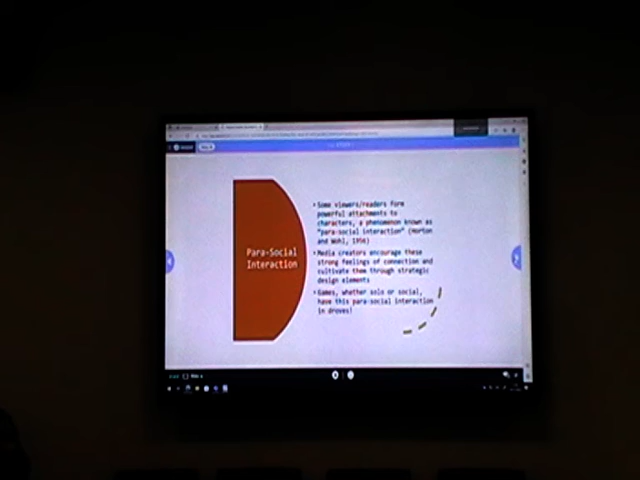 Para-Social
Interaction
• Some viewers/readers form
powerful attachments to
characters, a phenomenon known as
"para-social interaction" (Horton
and Wohl, 1956)
• Media creators encourage these
strong feelings of connection and
cultivate them through strategic
design elements
• Games, whether solo or social,
have this para-social interaction
in droves!